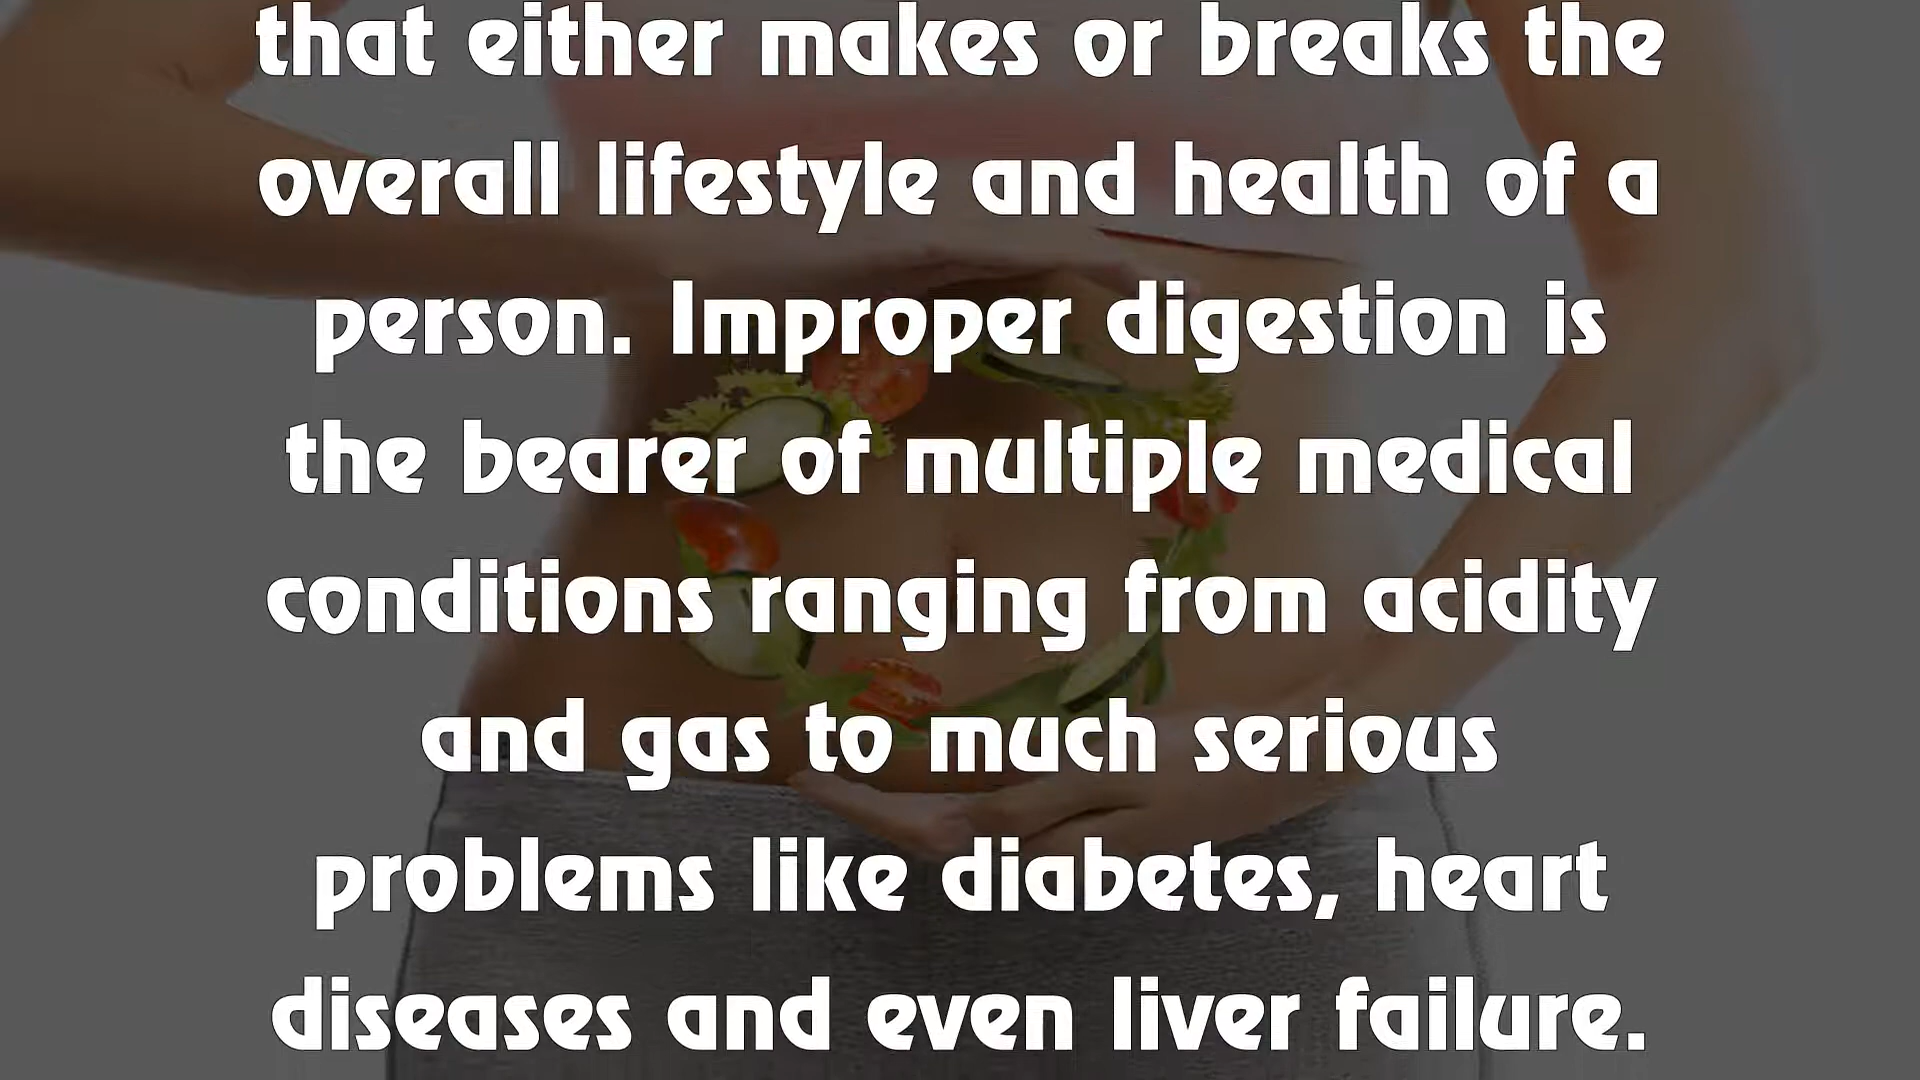 that either makes or breaks the
overall lifestyle and health of a
person. Improper digestion is
the bearer of multiple medical
conditions ranging from acidity
and gas to much serious
problems like diabetes, heart
diseases and even liver failure.